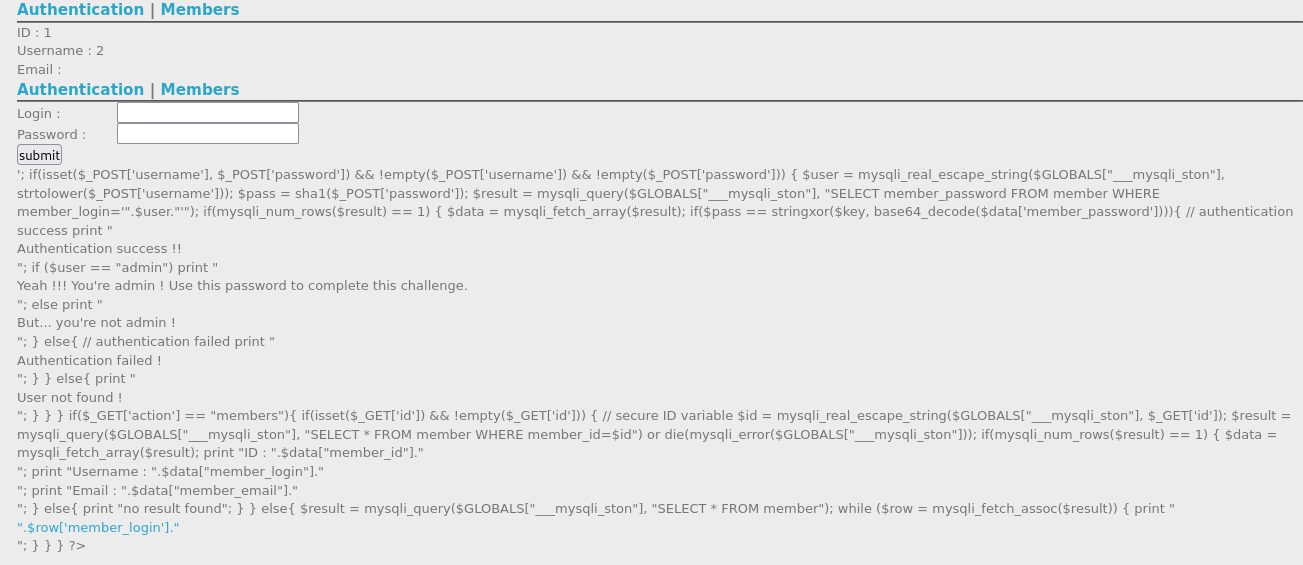 Authentication | Members
ID : 1
Username : 2
Email :
Authentication | Members
Login :
Password :
submit
'; if(isset($_POST['username'], $_POST['password']) && !empty($_POST['username']) && !empty($_POST['password'])) { $user = mysqli_real_escape_string($GLOBALS["___mysqli_ston"],
strtolower($_POST['username'])); $pass = sha1($_POST['password']); $result = mysqli_query($GLOBALS["___mysqli_ston"], "SELECT member_password FROM member WHERE
member_login='".$user."'"); if(mysqli_num_rows($result) == 1) { $data = mysqli_fetch_array($result); if($pass == stringxor($key, base64_decode($data['member_password']))){ // authentication
success print "
Authentication success !!
"; if ($user == "admin") print "
Yeah !!! You're admin ! Use this password to complete this challenge.
"; else print "
But... you're not admin !
"; } else{ // authentication failed print "
Authentication failed !
"; } } else{ print "
User not found !
"; } } } if($_GET['action'] == "members"){ if(isset($_GET['id']) && !empty($_GET['id'])) { // secure ID variable $id = mysqli_real_escape_string($GLOBALS["___mysqli_ston"], $_GET['id']); $result =
mysqli_query($GLOBALS["___mysqli_ston"], "SELECT * FROM member WHERE member_id=$id") or die(mysqli_error($GLOBALS["___mysqli_ston"])); if(mysqli_num_rows($result) == 1) { $data =
mysqli_fetch_array($result); print "ID : ".$data["member_id"]."
"; print "Username : ".$data["member_login"]."
"; print "Email : ".$data["member_email"]."
"; } else{ print "no result found"; } } else{ $result = mysqli_query($GLOBALS["___mysqli_ston"], "SELECT * FROM member"); while ($row = mysqli_fetch_assoc($result)) { print "
".$row['member_login']."
"; } } } ?>